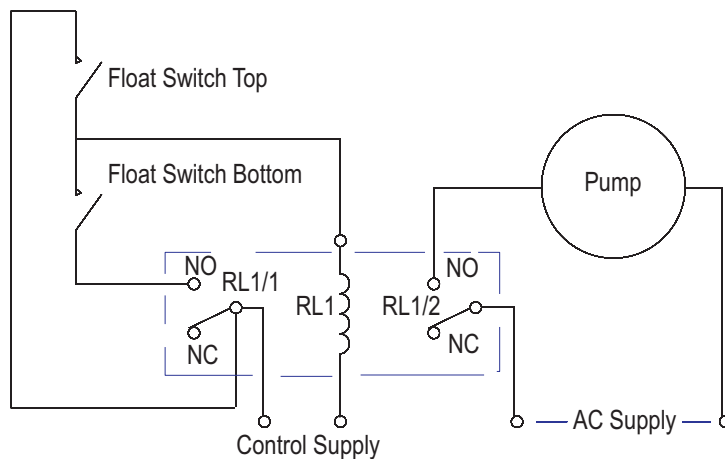 Float Switch Top
Float Switch Bottom
Pump
NO
RL1/1
RL1
RL1/2
NO
NC
NC
Control Supply
AC Supply